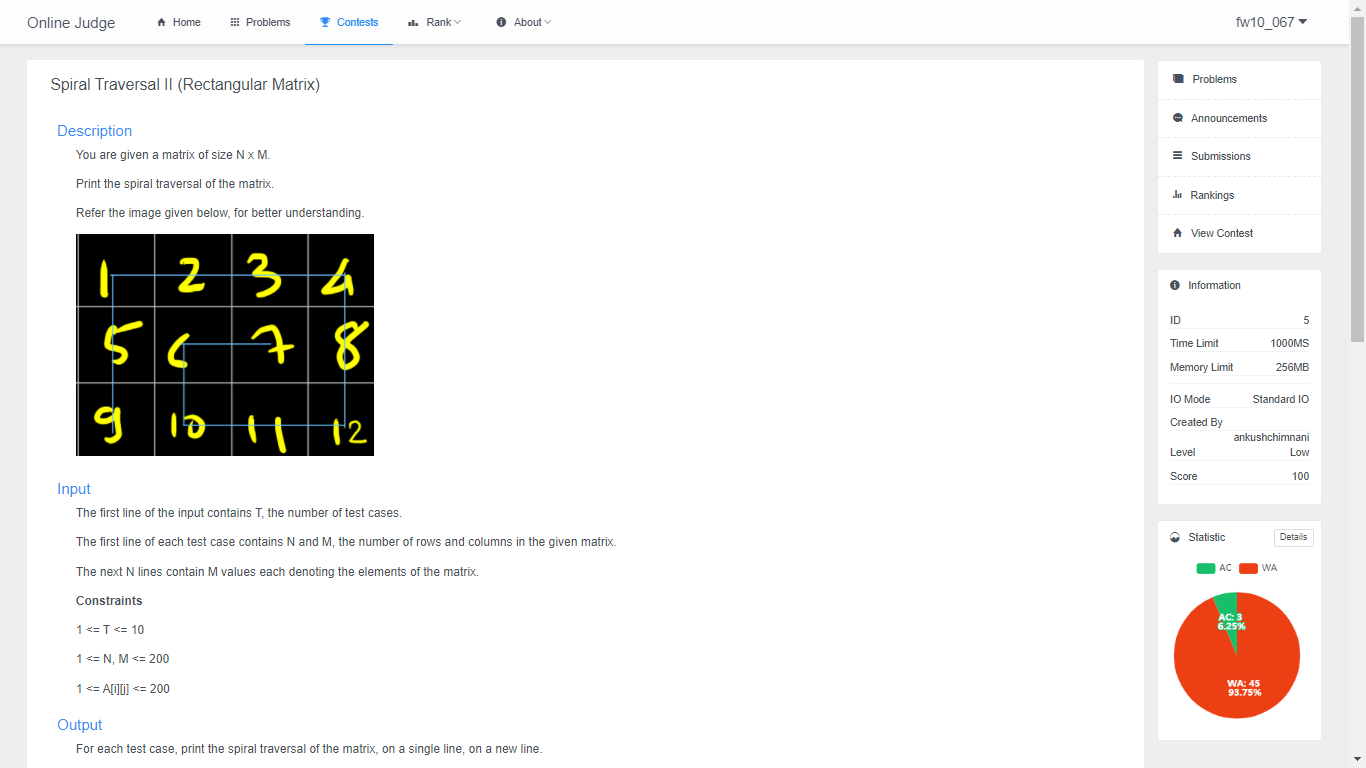 Online Judge
Home
Problems
Contests
Rank
About
fw10_067
Spiral Traversal II (Rectangular Matrix)
Description
You are given a matrix of size N x M.
Print the spiral traversal of the matrix.
Refer the image given below, for better understanding.
1 2 3 4
5 6 7 8
9 10 11 12
Input
The first line of the input contains T, the number of test cases.
The first line of each test case contains N and M, the number of rows and columns in the given matrix.
The next N lines contain M values each denoting the elements of the matrix.
Constraints
1 <= T <= 10
1 <= N, M <= 200
1 <= A[i][j] <= 200
Output
For each test case, print the spiral traversal of the matrix, on a single line, on a new line.
Problems
Announcements
Submissions
Rankings
View Contest
Information
ID 5
Time Limit 1000MS
Memory Limit 256MB
IO Mode Standard IO
Created By
ankushchimnani
Level Low
Score 100
Statistic Details
AC WA
AC: 3
6.25%
WA: 45
93.75%